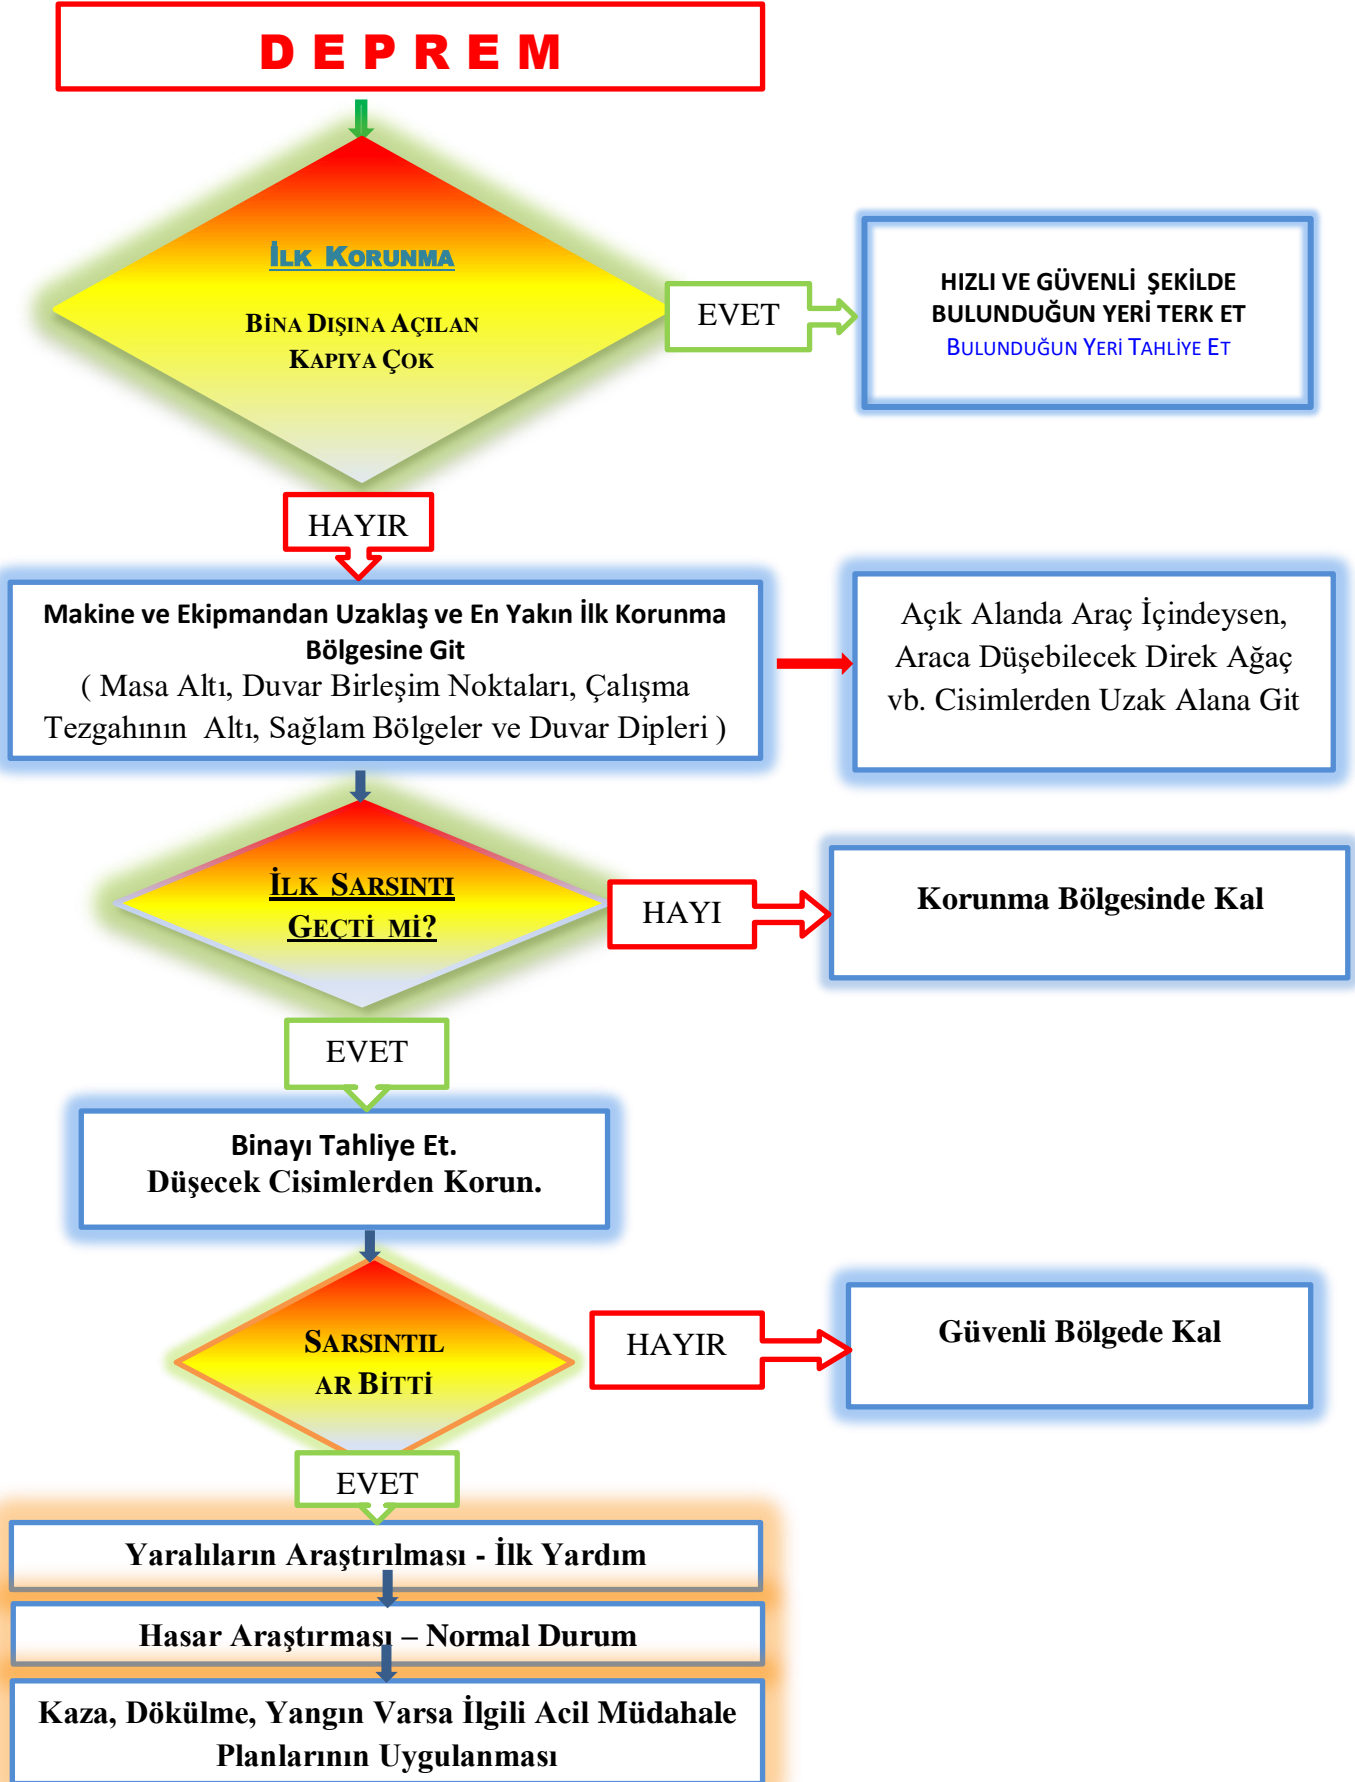 DEPREM
İLK KORUNMA
BİNA DIŞINA AÇILAN
KAPIYA ÇOK
EVET
HIZLI VE GÜVENLİ ŞEKİLDE
BULUNDUĞUN YERİ TERK ET
BULUNDUĞUN YERİ TAHLİYE ET
HAYIR
Makine ve Ekipmandan Uzaklaş ve En Yakın İlk Korunma
Bölgesine Git
( Masa Altı, Duvar Birleşim Noktaları, Çalışma
Tezgahının Altı, Sağlam Bölgeler ve Duvar Dipleri )
Açık Alanda Araç İçindeysen,
Araca Düşebilecek Direk Ağaç
vb. Cisimlerden Uzak Alana Git
İLK SARSINTI
GEÇTİ Mİ?
HAYI
Korunma Bölgesinde Kal
EVET
Binayı Tahliye Et.
Düşecek Cisimlerden Korun.
SARSINTIL
AR BİTTİ
HAYIR
Güvenli Bölgede Kal
EVET
Yaralıların Araştırılması - İlk Yardım
Hasar Araştırması – Normal Durum
Kaza, Dökülme, Yangın Varsa İlgili Acil Müdahale
Planlarının Uygulanması